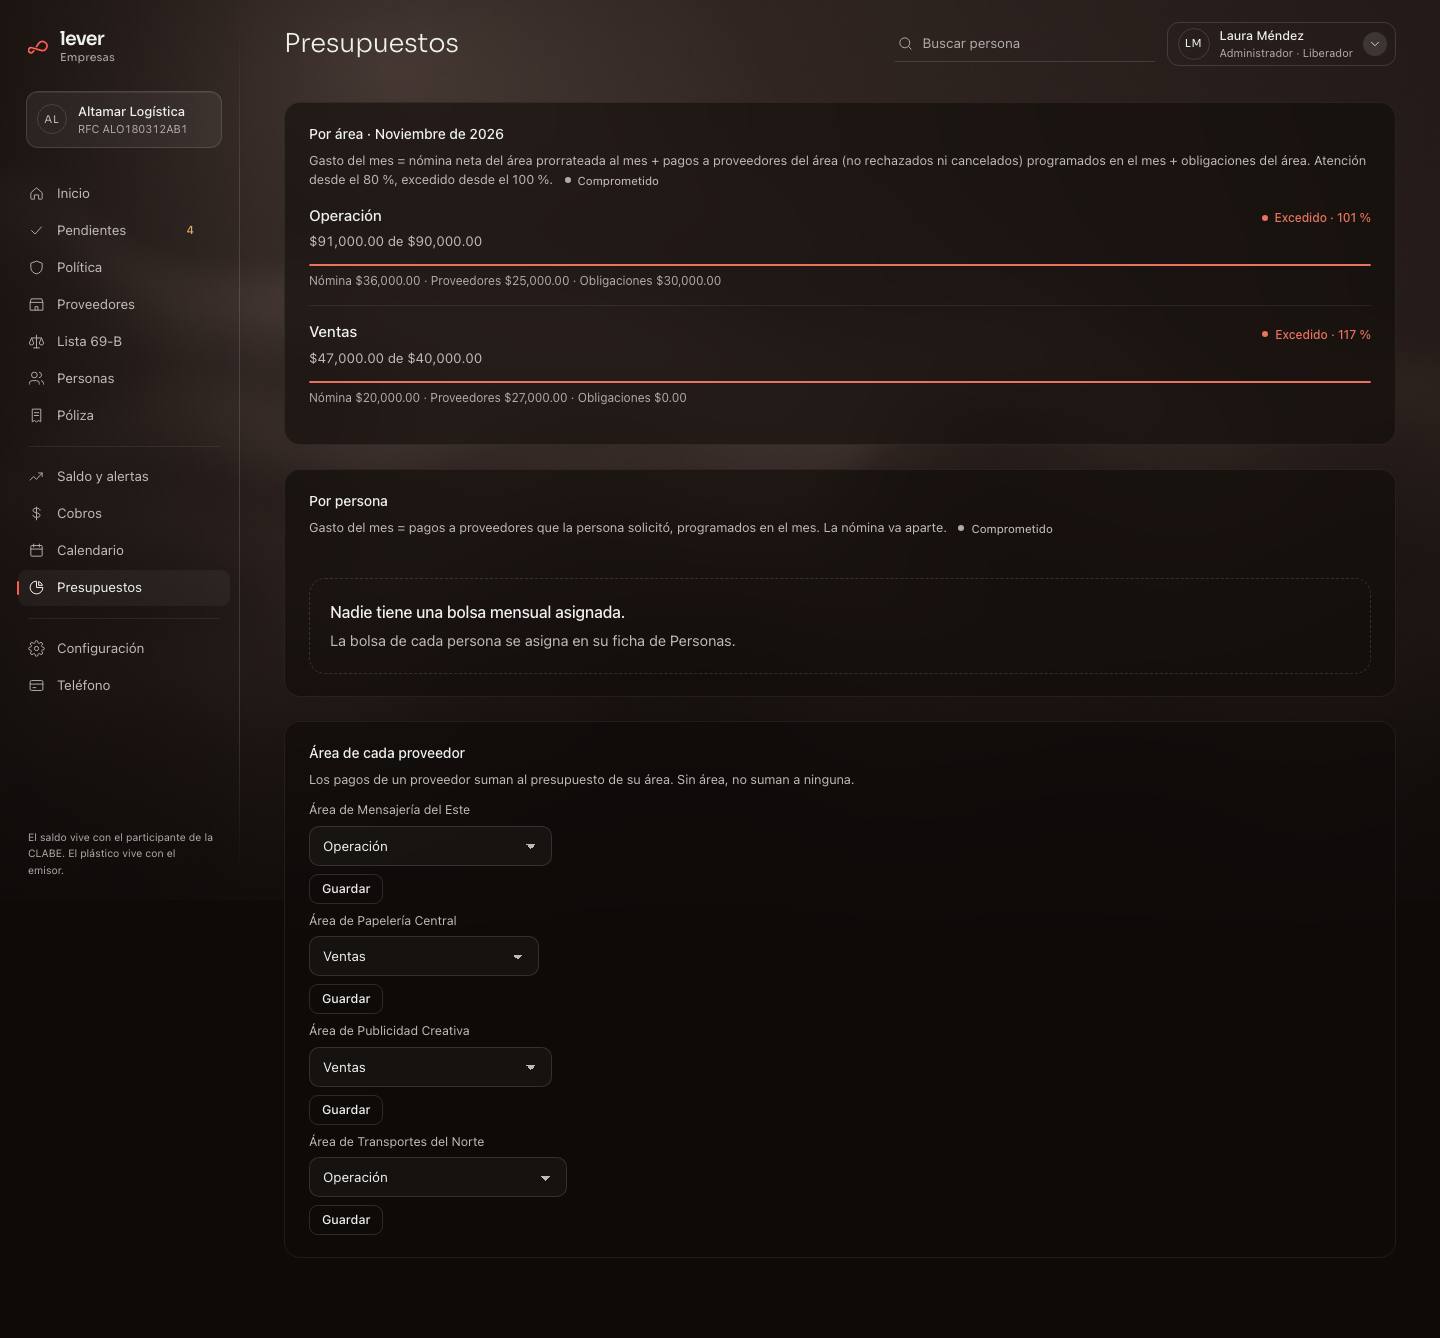 lever
Empresas
AL
Altamar Logística
RFC ALO180312AB1
Inicio
Pendientes 4
Política
Proveedores
Lista 69-B
Personas
Póliza
Saldo y alertas
Cobros
Calendario
Presupuestos
Configuración
Teléfono
El saldo vive con el participante de la
CLABE. El plástico vive con el
emisor.
Presupuestos
Buscar persona
LM
Laura Méndez
Administrador · Liberador
Por área · Noviembre de 2026
Gasto del mes = nómina neta del área prorrateada al mes + pagos a proveedores del área (no rechazados ni cancelados) programados en el mes + obligaciones del área. Atención
desde el 80 %, excedido desde el 100 %. Comprometido
Operación
Excedido · 101 %
$91,000.00 de $90,000.00
Nómina $36,000.00 · Proveedores $25,000.00 · Obligaciones $30,000.00
Ventas
Excedido · 117 %
$47,000.00 de $40,000.00
Nómina $20,000.00 · Proveedores $27,000.00 · Obligaciones $0.00
Por persona
Gasto del mes = pagos a proveedores que la persona solicitó, programados en el mes. La nómina va aparte. Comprometido
Nadie tiene una bolsa mensual asignada.
La bolsa de cada persona se asigna en su ficha de Personas.
Área de cada proveedor
Los pagos de un proveedor suman al presupuesto de su área. Sin área, no suman a ninguna.
Área de Mensajería del Este
Operación
Guardar
Área de Papelería Central
Ventas
Guardar
Área de Publicidad Creativa
Ventas
Guardar
Área de Transportes del Norte
Operación
Guardar